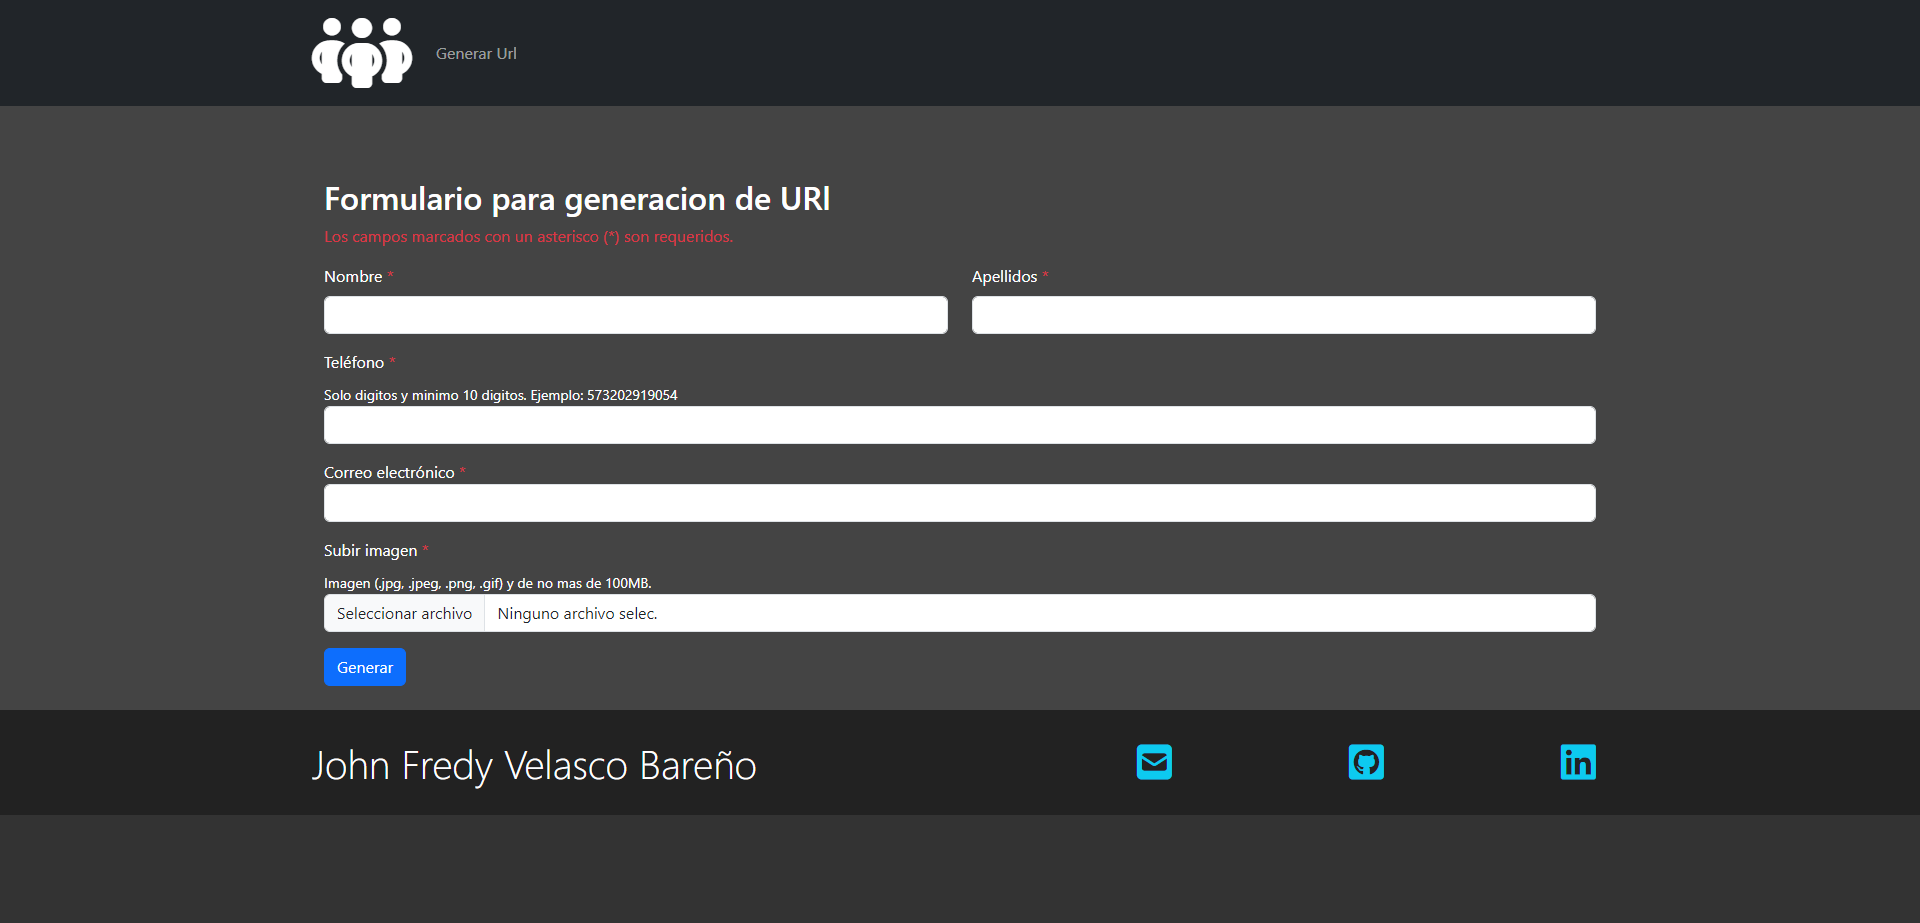 Generar Url
Formulario para generacion de URl
Los campos marcados con un asterisco (*) son requeridos.
Nombre *
Apellidos *
Teléfono *
Solo digitos y minimo 10 digitos. Ejemplo: 573202919054
Correo electrónico *
Subir imagen *
Imagen (.jpg, .jpeg, .png, .gif) y de no mas de 100MB.
Seleccionar archivo Ninguno archivo selec.
Generar
John Fredy Velasco Bareño